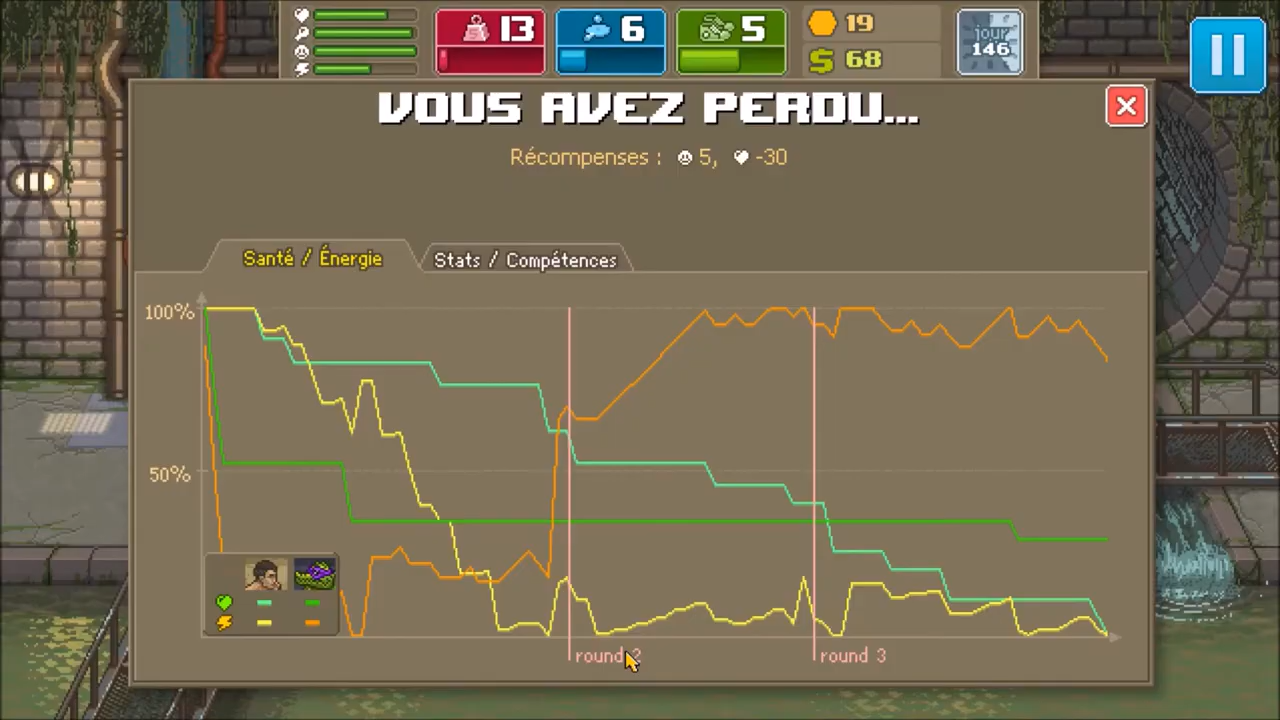 13
6
5
19
$ 68
jour
146
VOUS AVEZ PERDU...
Récompenses : 5, -30
Santé / Énergie
Stats / Compétences
100%
50%
round 2
round 3